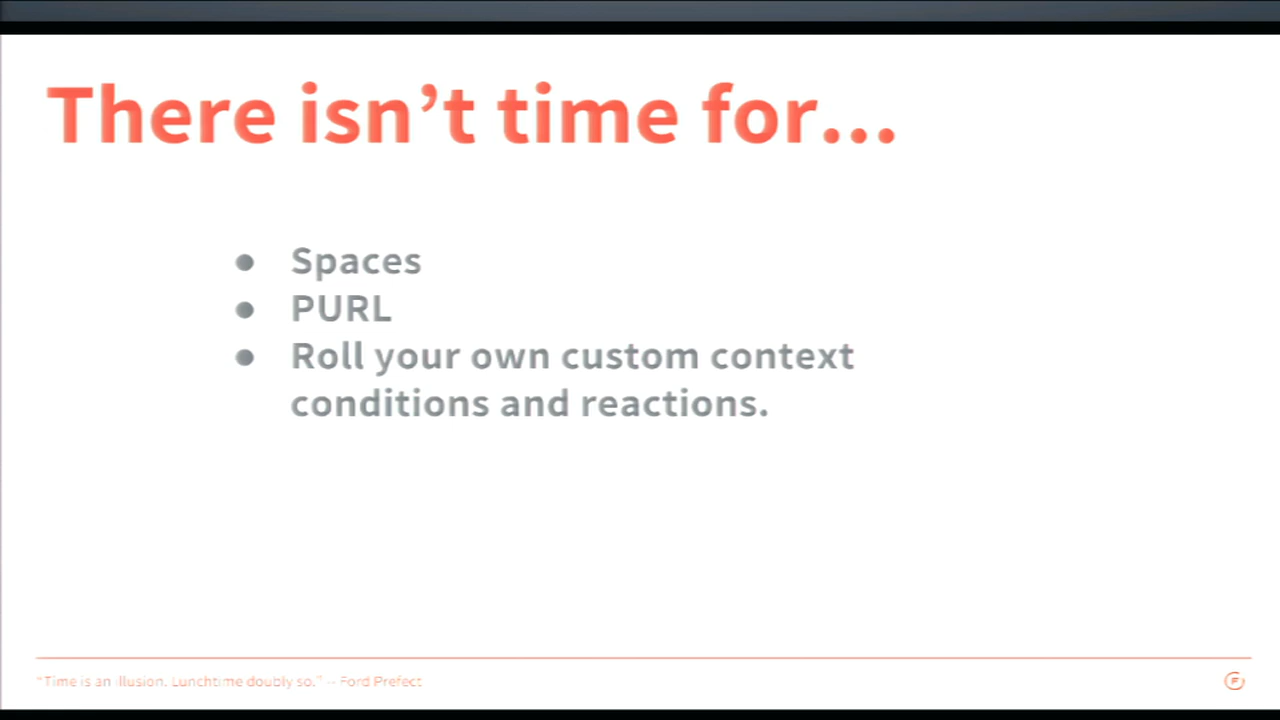 There isn’t time for...
● Spaces
● PURL
● Roll your own custom context
conditions and reactions.
“Time is an illusion. Lunchtime doubly so.” -- Ford Prefect
F